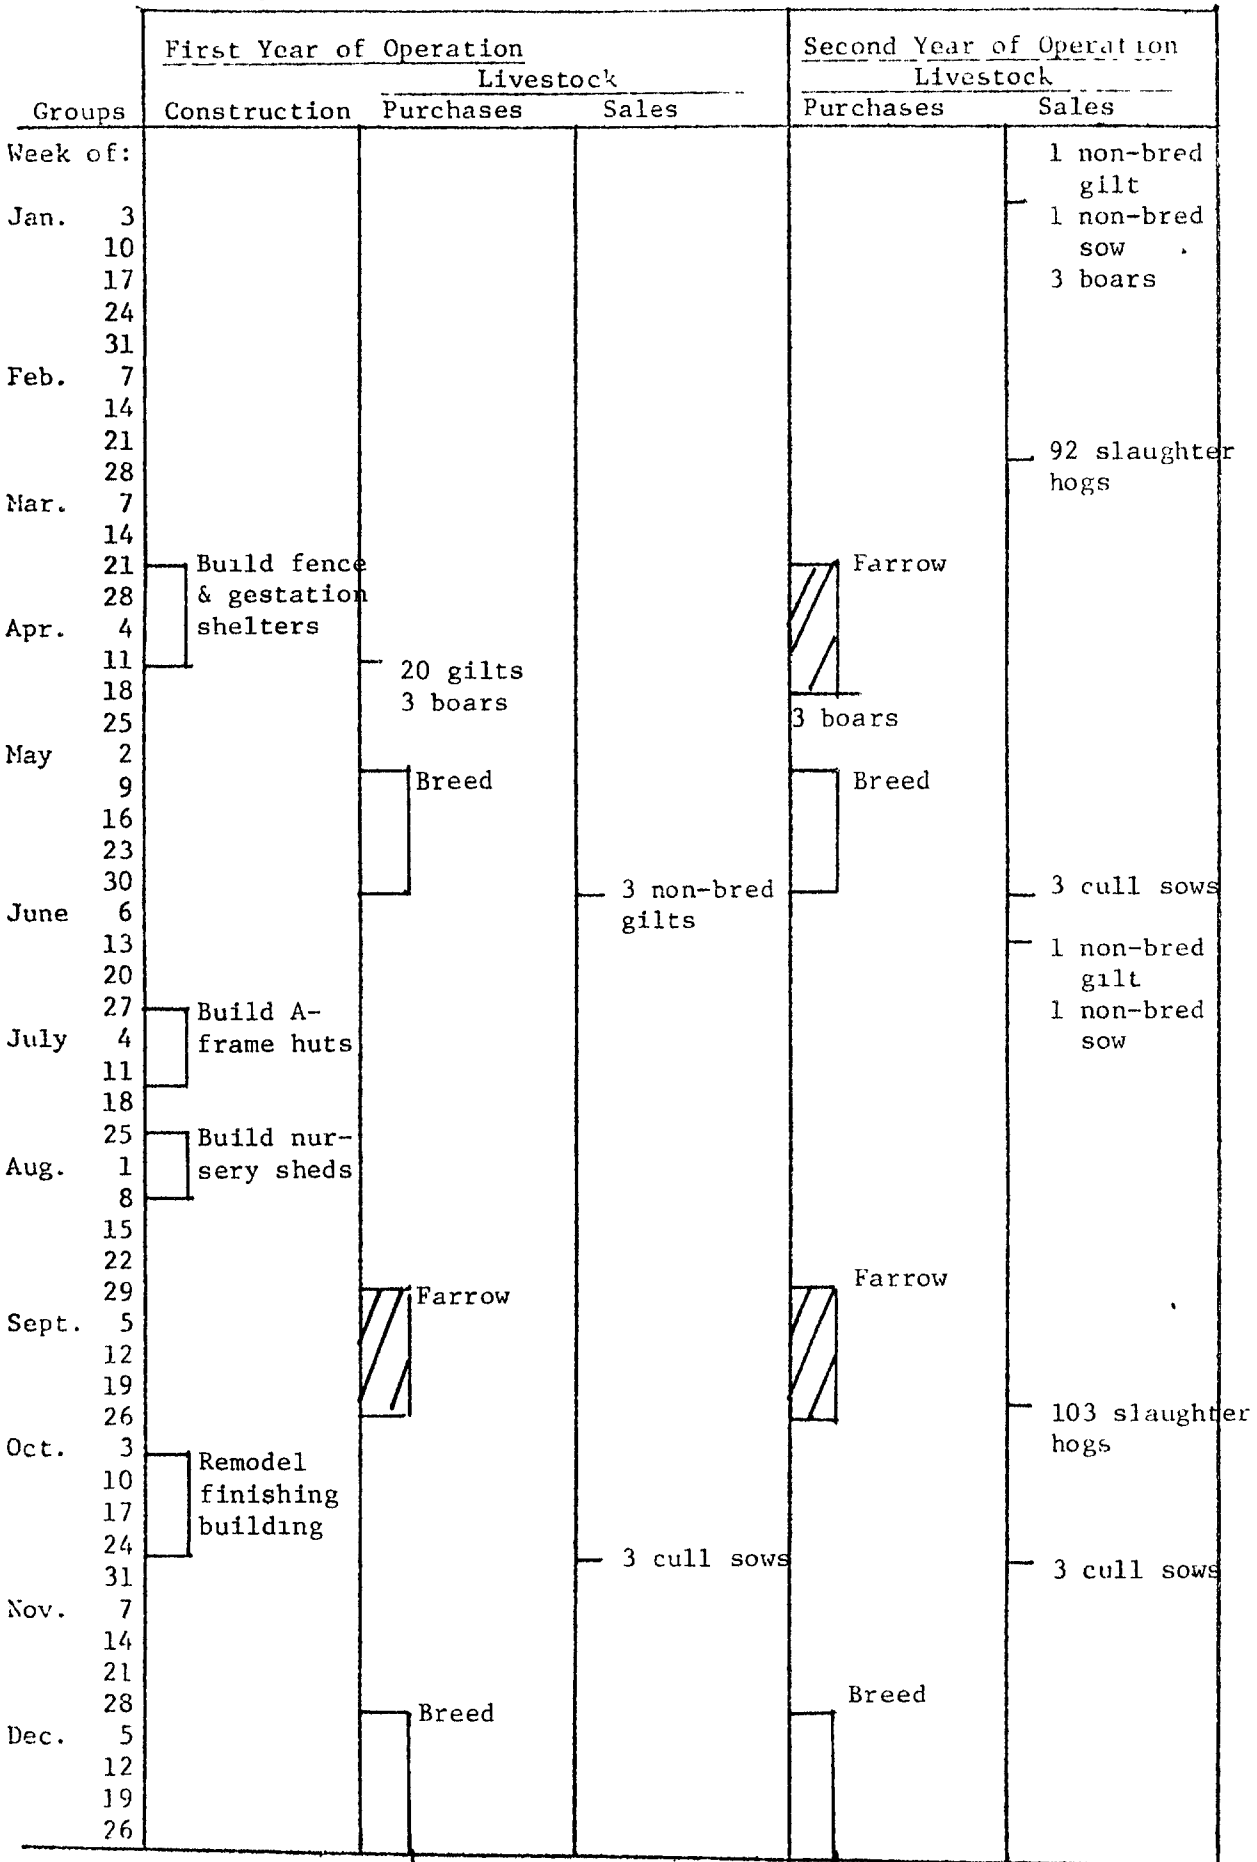 First Year of Operation
Second Year of Operation
Livestock
Livestock
Groups Construction Purchases Sales Purchases Sales
Week of:
1 non-bred
gilt
Jan. 3
1 non-bred
10
sow
17
3 boars
24
31
Feb. 7
14
21
92 slaughter
28
hogs
Mar. 7
14
21 Build fence Farrow
28 & gestation
Apr. 4 shelters
11
20 gilts
18
3 boars
3 boars
25
May 2
9 Breed Breed
16
23
30 3 non-bred 3 cull sows
June 6 gilts
13 1 non-bred
20 gilt
27 Build A- 1 non-bred
July 4 frame huts sow
11
18
25 Build nur-
Aug. 1 sery sheds
8
15
22
29 Farrow Farrow
Sept. 5
12
19
26 103 slaughter
Oct. 3 hogs
Remodel
10
finishing
17
building
24
3 cull sows 3 cull sows
31
Nov. 7
14
21
28 Breed Breed
Dec. 5
12
19
26